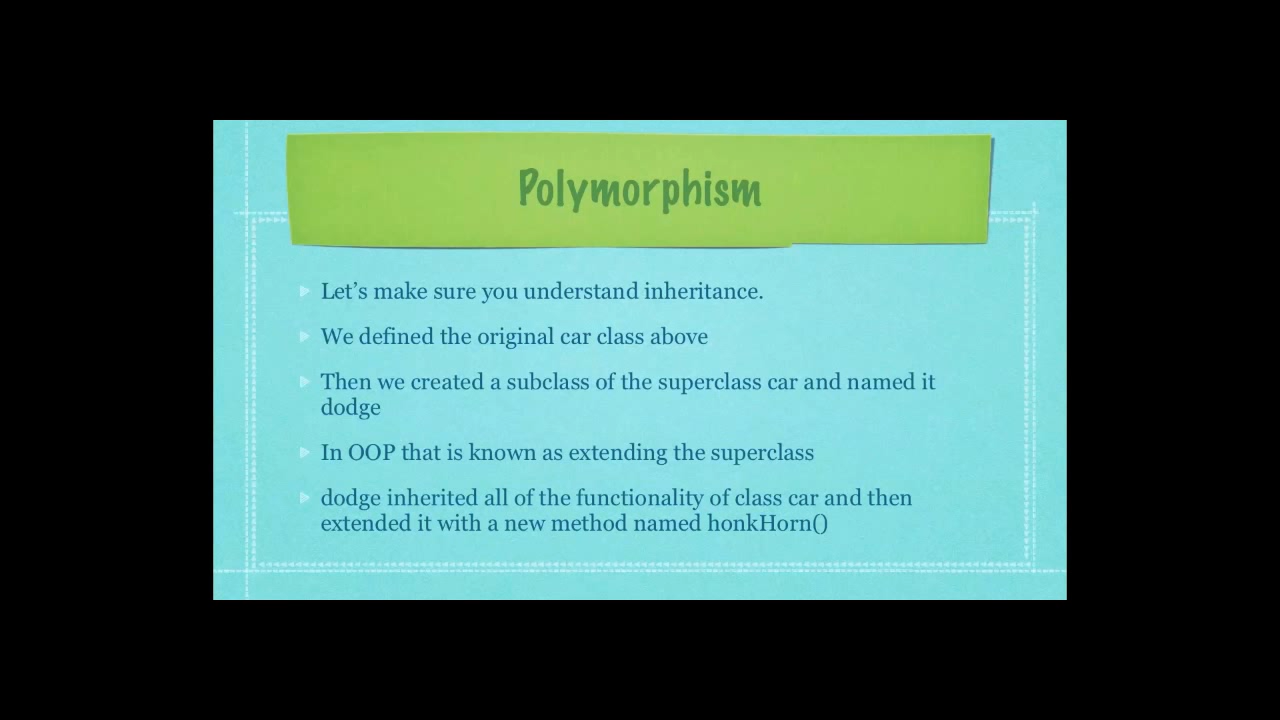 Polymorphism
Let’s make sure you understand inheritance.
We defined the original car class above
Then we created a subclass of the superclass car and named it
dodge
In OOP that is known as extending the superclass
dodge inherited all of the functionality of class car and then
extended it with a new method named honkHorn()